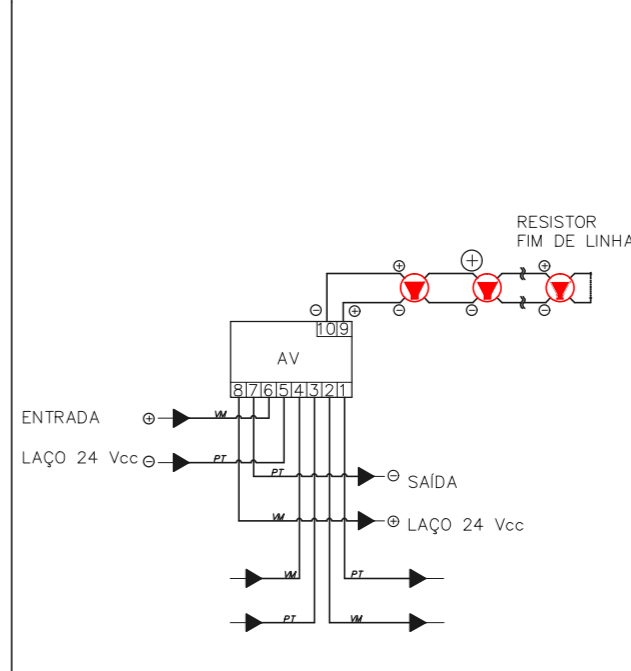 RESISTOR
FIM DE LINHA
+ + +
- + - - -
10 9
AV
8 7 6 5 4 3 2 1
ENTRADA + VM
LAÇO 24 Vcc - PT
PT - SAÍDA
VM + LAÇO 24 Vcc
VM PT
PT VM